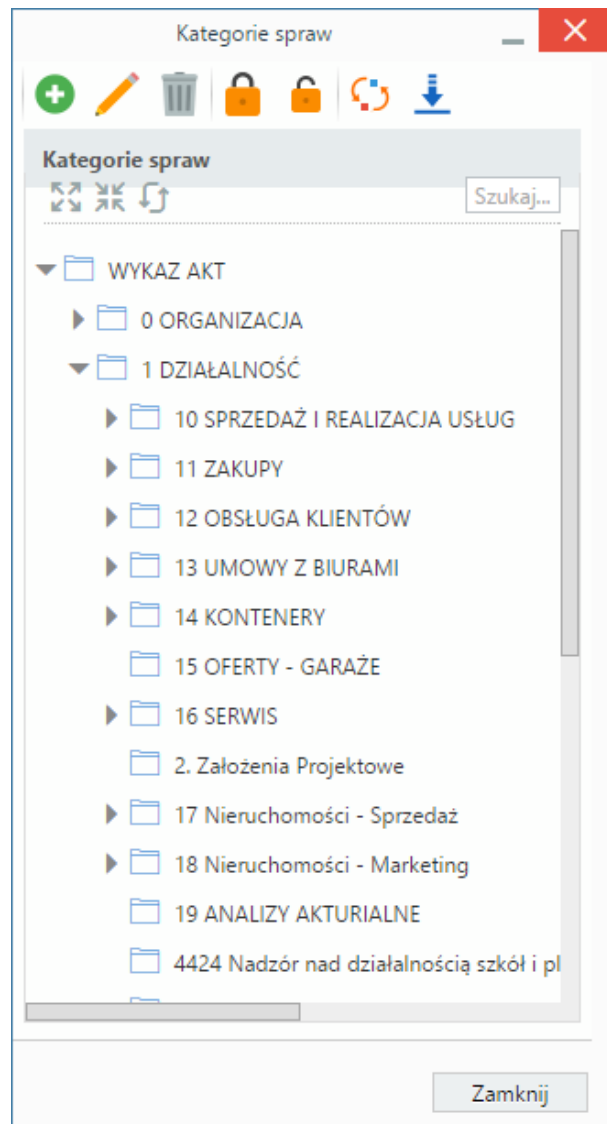 Kategorie spraw
Kategorie spraw
Szukaj...
WYKAZ AKT
0 ORGANIZACJA
1 DZIAŁALNOŚĆ
10 SPRZEDAŻ I REALIZACJA USŁUG
11 ZAKUPY
12 OBSŁUGA KLIENTÓW
13 UMOWY Z BIURAMI
14 KONTENERY
15 OFERTY - GARAŻE
16 SERWIS
2. Założenia Projektowe
17 Nieruchomości - Sprzedaż
18 Nieruchomości - Marketing
19 ANALIZY AKTURIALNE
4424 Nadzór nad działalnością szkół i pl
Zamknij